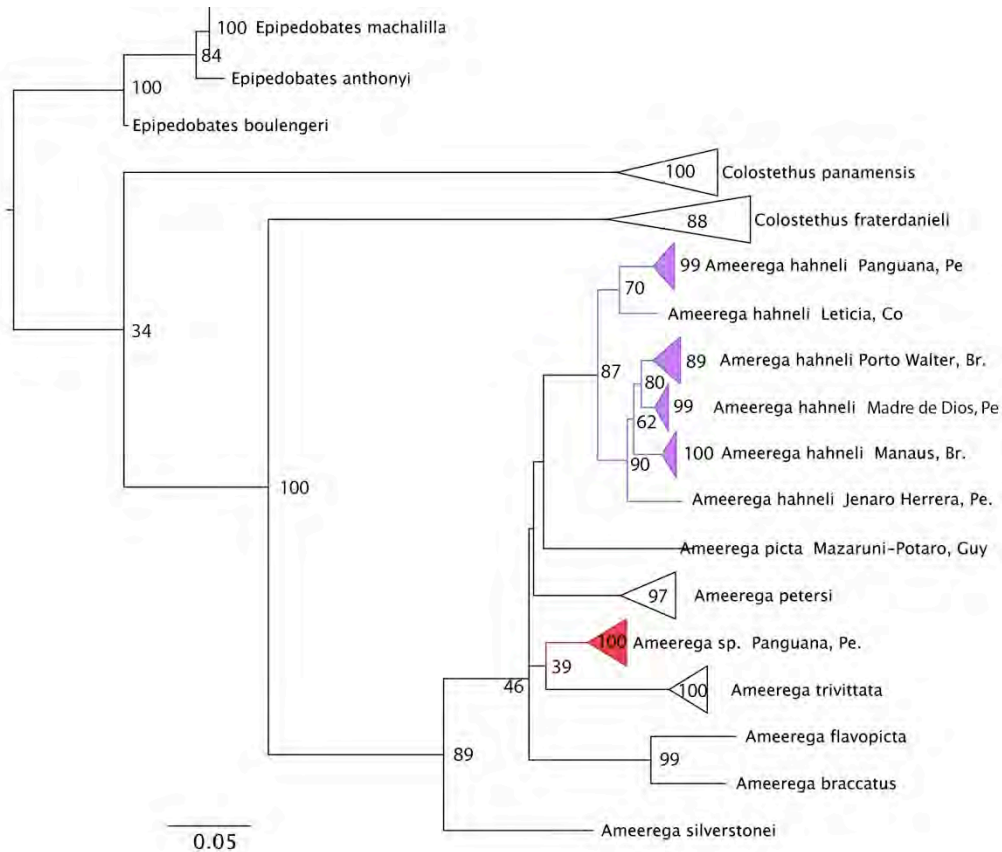 100 Epipedobates machalilla
84
Epipedobates anthonyi
100
Epipedobates boulengeri
100 Colostethus panamensis
88 Colostethus fraterdanieli
99 Ameerega hahneli Panguana, Pe
70
Ameerega hahneli Leticia, Co
34
89 Amerega hahneli Porto Walter, Br.
87
80
99 Ameerega hahneli Madre de Dios, Pe
62
100 Ameerega hahneli Manaus, Br.
90
100
Ameerega hahneli Jenaro Herrera, Pe.
Ameerega picta Mazaruni-Potaro, Guy
97 Ameerega petersi
100 Ameerega sp. Panguana, Pe.
39
46
100 Ameerega trivittata
Ameerega flavopicta
89
99
Ameerega braccatus
Ameerega silverstonei
0.05